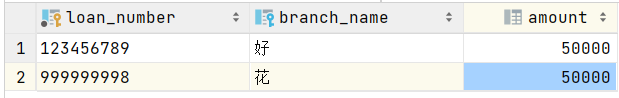 loan_number branch_name amount
1 123456789 好 50000
2 999999998 花 50000